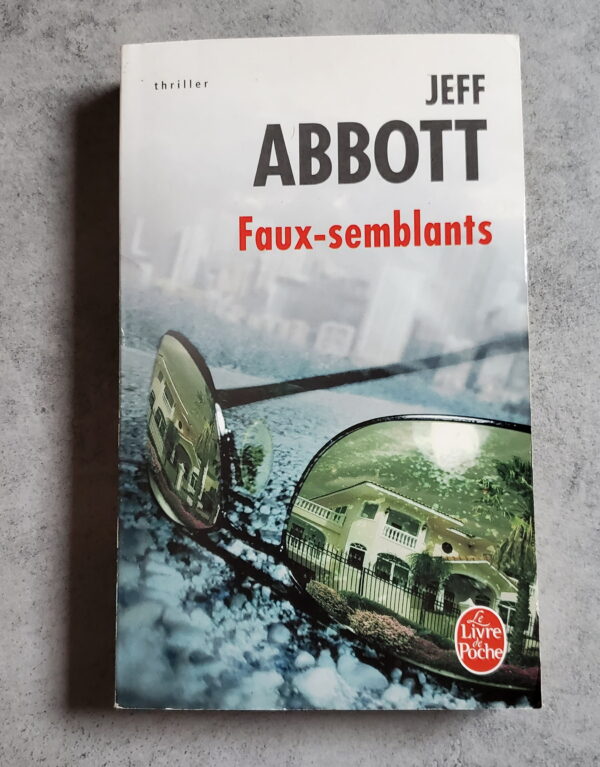 thriller
JEFF
ABBOTT
Faux-semblants
Le
Livre
de
Poche